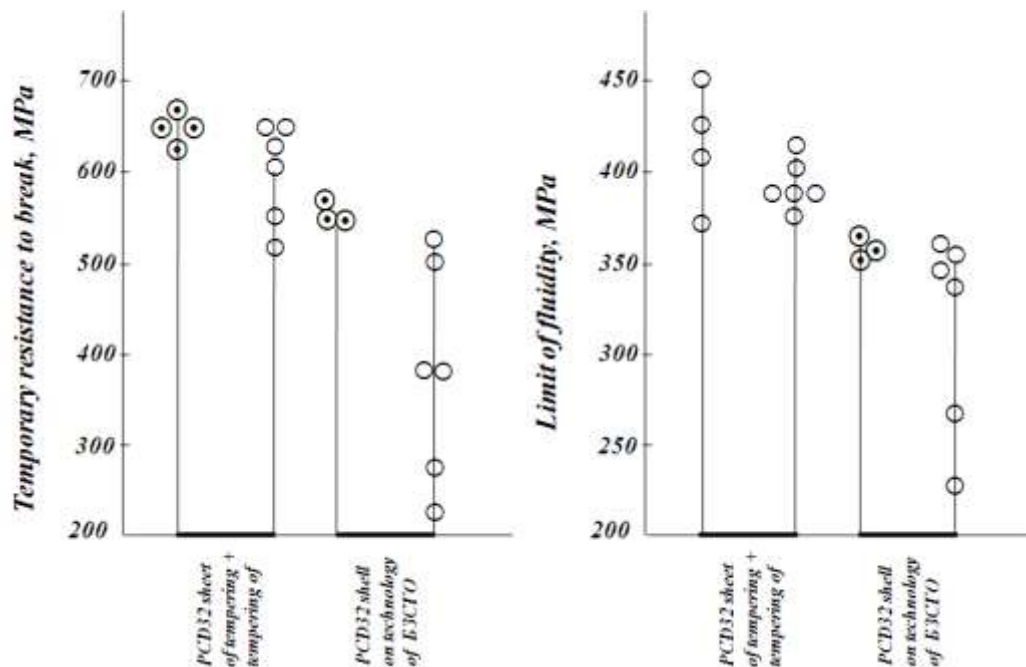 Temporary resistance to break, MPa
700
600
500
400
300
200
PCD32 sheet
of tempering +
tempering of
PCD32 shell
on technology
of БЗСТО
Limit of fluidity, MPa
450
400
350
300
250
200
PCD32 sheet
of tempering +
tempering of
PCD32 shell
on technology
of БЗСТО